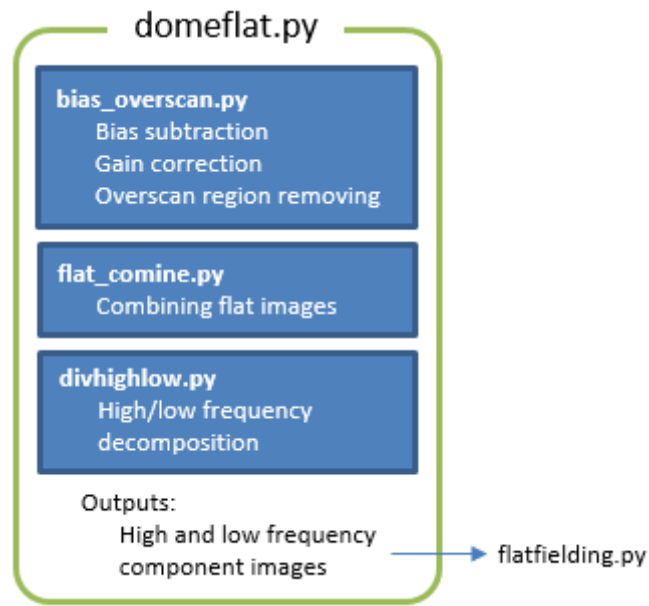 domeflat.py
bias_overscan.py
Bias subtraction
Gain correction
Overscan region removing
flat_comine.py
Combining flat images
divhighlow.py
High/low frequency
decomposition
Outputs:
High and low frequency
component images
flatfielding.py